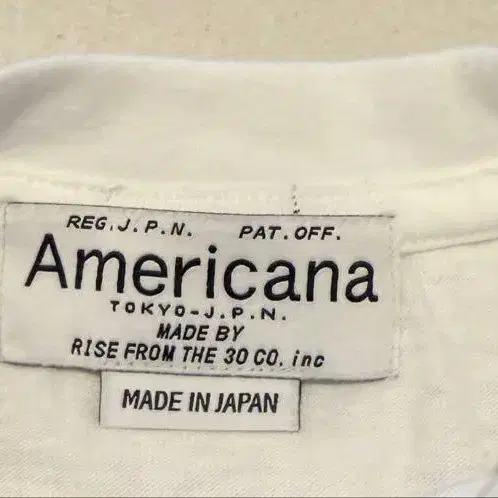 REG.J.P.N. PAT.OFF.
Americana
TOKYO-J.P.N.
MADE BY
RISE FROM THE 30 CO. inc
MADE IN JAPAN